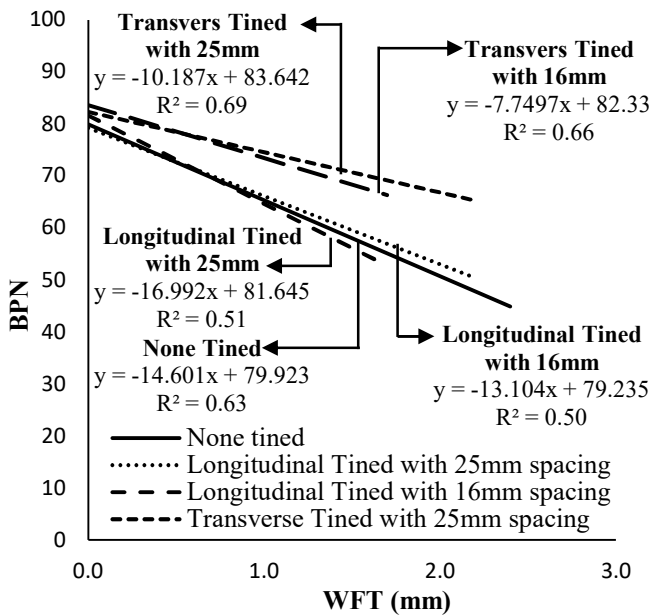 BPN
100
90
80
70
60
50
40
30
20
10
0
Transvers Tined
with 25mm
y = -10.187x + 83.642
R² = 0.69
Transvers Tined
with 16mm
y = -7.7497x + 82.33
R² = 0.66
Longitudinal Tined
with 25mm
y = -16.992x + 81.645
R² = 0.51
None Tined
y = -14.601x + 79.923
R² = 0.63
Longitudinal Tined
with 16mm
y = -13.104x + 79.235
R² = 0.50
None tined
Longitudinal Tined with 25mm spacing
Longitudinal Tined with 16mm spacing
Transverse Tined with 25mm spacing
0.0
1.0
2.0
3.0
WFT (mm)